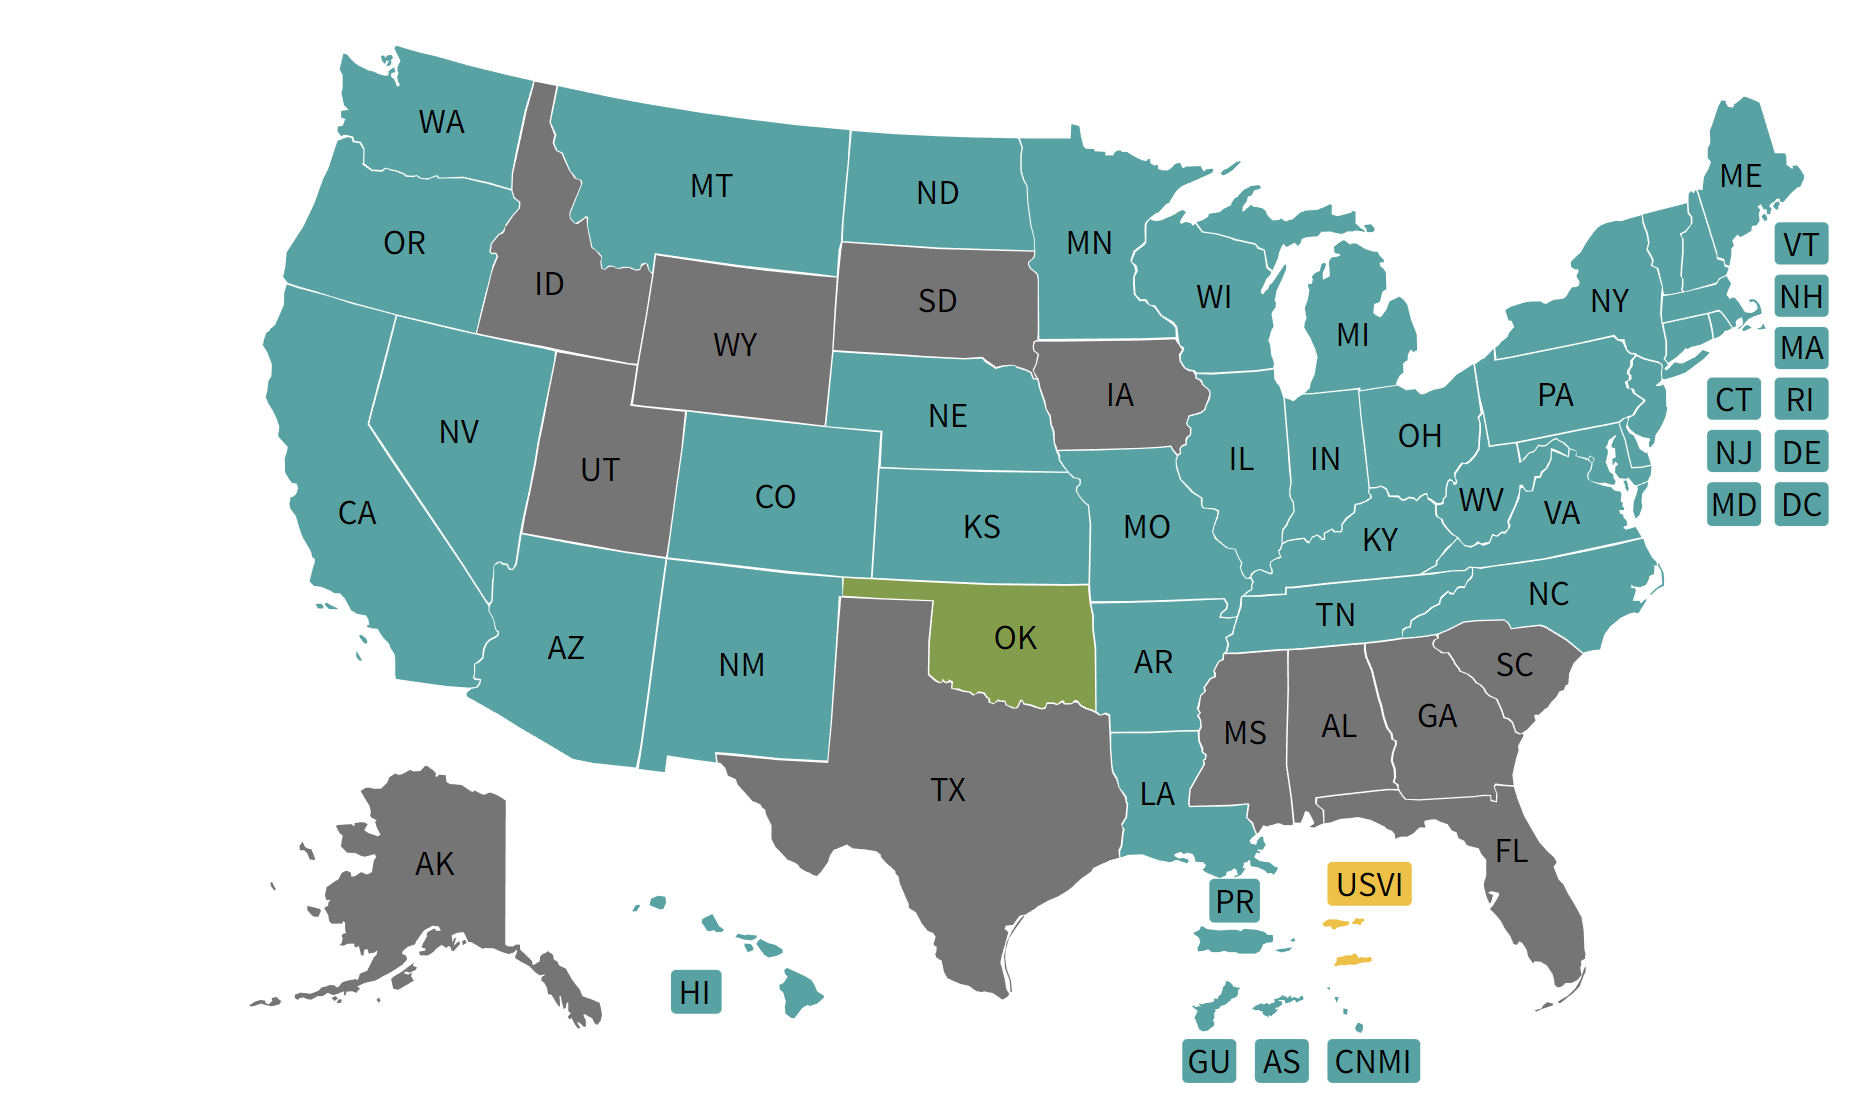 WA
MT
ND
ME
OR
MN
VT
ID
SD
WI
NY
NH
WY
MI
MA
IA
PA
CT
RI
NV
NE
OH
UT
IL
IN
NJ
DE
CO
CA
KS
MO
WV
VA
MD
DC
KY
NC
TN
AZ
OK
NM
AR
SC
MS
AL
GA
TX
LA
FL
AK
PR
USVI
HI
GU
AS
CNMI